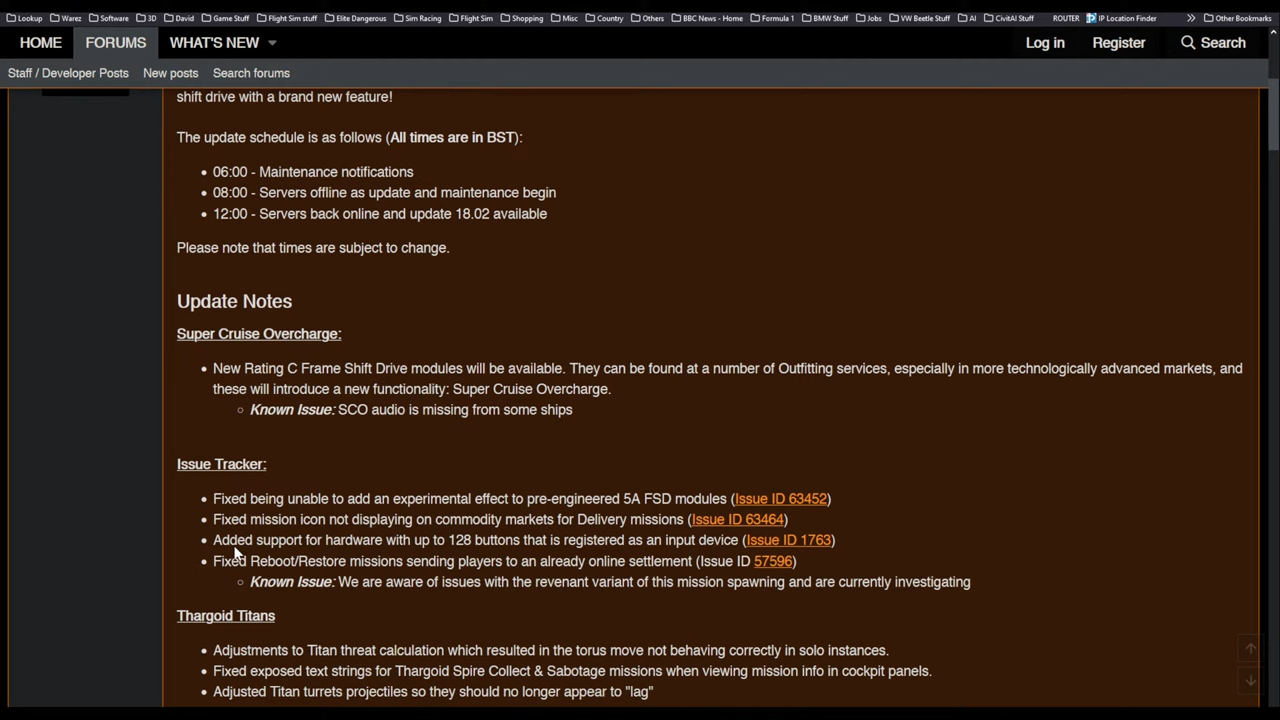 Lookup Warez Software 3D David Game Stuff Flight Sim stuff Elite Dangerous Sim Racing Flight Sim Shopping Misc Country Others BBC News - Home Formula 1 BMW Stuff Jobs VW Beetle Stuff AI CivitAI Stuff ROUTER IP Location Finder Other Bookmarks
HOME FORUMS WHAT'S NEW Log in Register Search
Staff / Developer Posts New posts Search forums
shift drive with a brand new feature!
The update schedule is as follows (All times are in BST):
• 06:00 - Maintenance notifications
• 08:00 - Servers offline as update and maintenance begin
• 12:00 - Servers back online and update 18.02 available
Please note that times are subject to change.
Update Notes
Super Cruise Overcharge:
• New Rating C Frame Shift Drive modules will be available. They can be found at a number of Outfitting services, especially in more technologically advanced markets, and
these will introduce a new functionality: Super Cruise Overcharge.
○ Known Issue: SCO audio is missing from some ships
Issue Tracker:
• Fixed being unable to add an experimental effect to pre-engineered 5A FSD modules (Issue ID 63452)
• Fixed mission icon not displaying on commodity markets for Delivery missions (Issue ID 63464)
• Added support for hardware with up to 128 buttons that is registered as an input device (Issue ID 1763)
• Fixed Reboot/Restore missions sending players to an already online settlement (Issue ID 57596)
○ Known Issue: We are aware of issues with the revenant variant of this mission spawning and are currently investigating
Thargoid Titans
• Adjustments to Titan threat calculation which resulted in the torus move not behaving correctly in solo instances.
• Fixed exposed text strings for Thargoid Spire Collect & Sabotage missions when viewing mission info in cockpit panels.
• Adjusted Titan turrets projectiles so they should no longer appear to "lag"